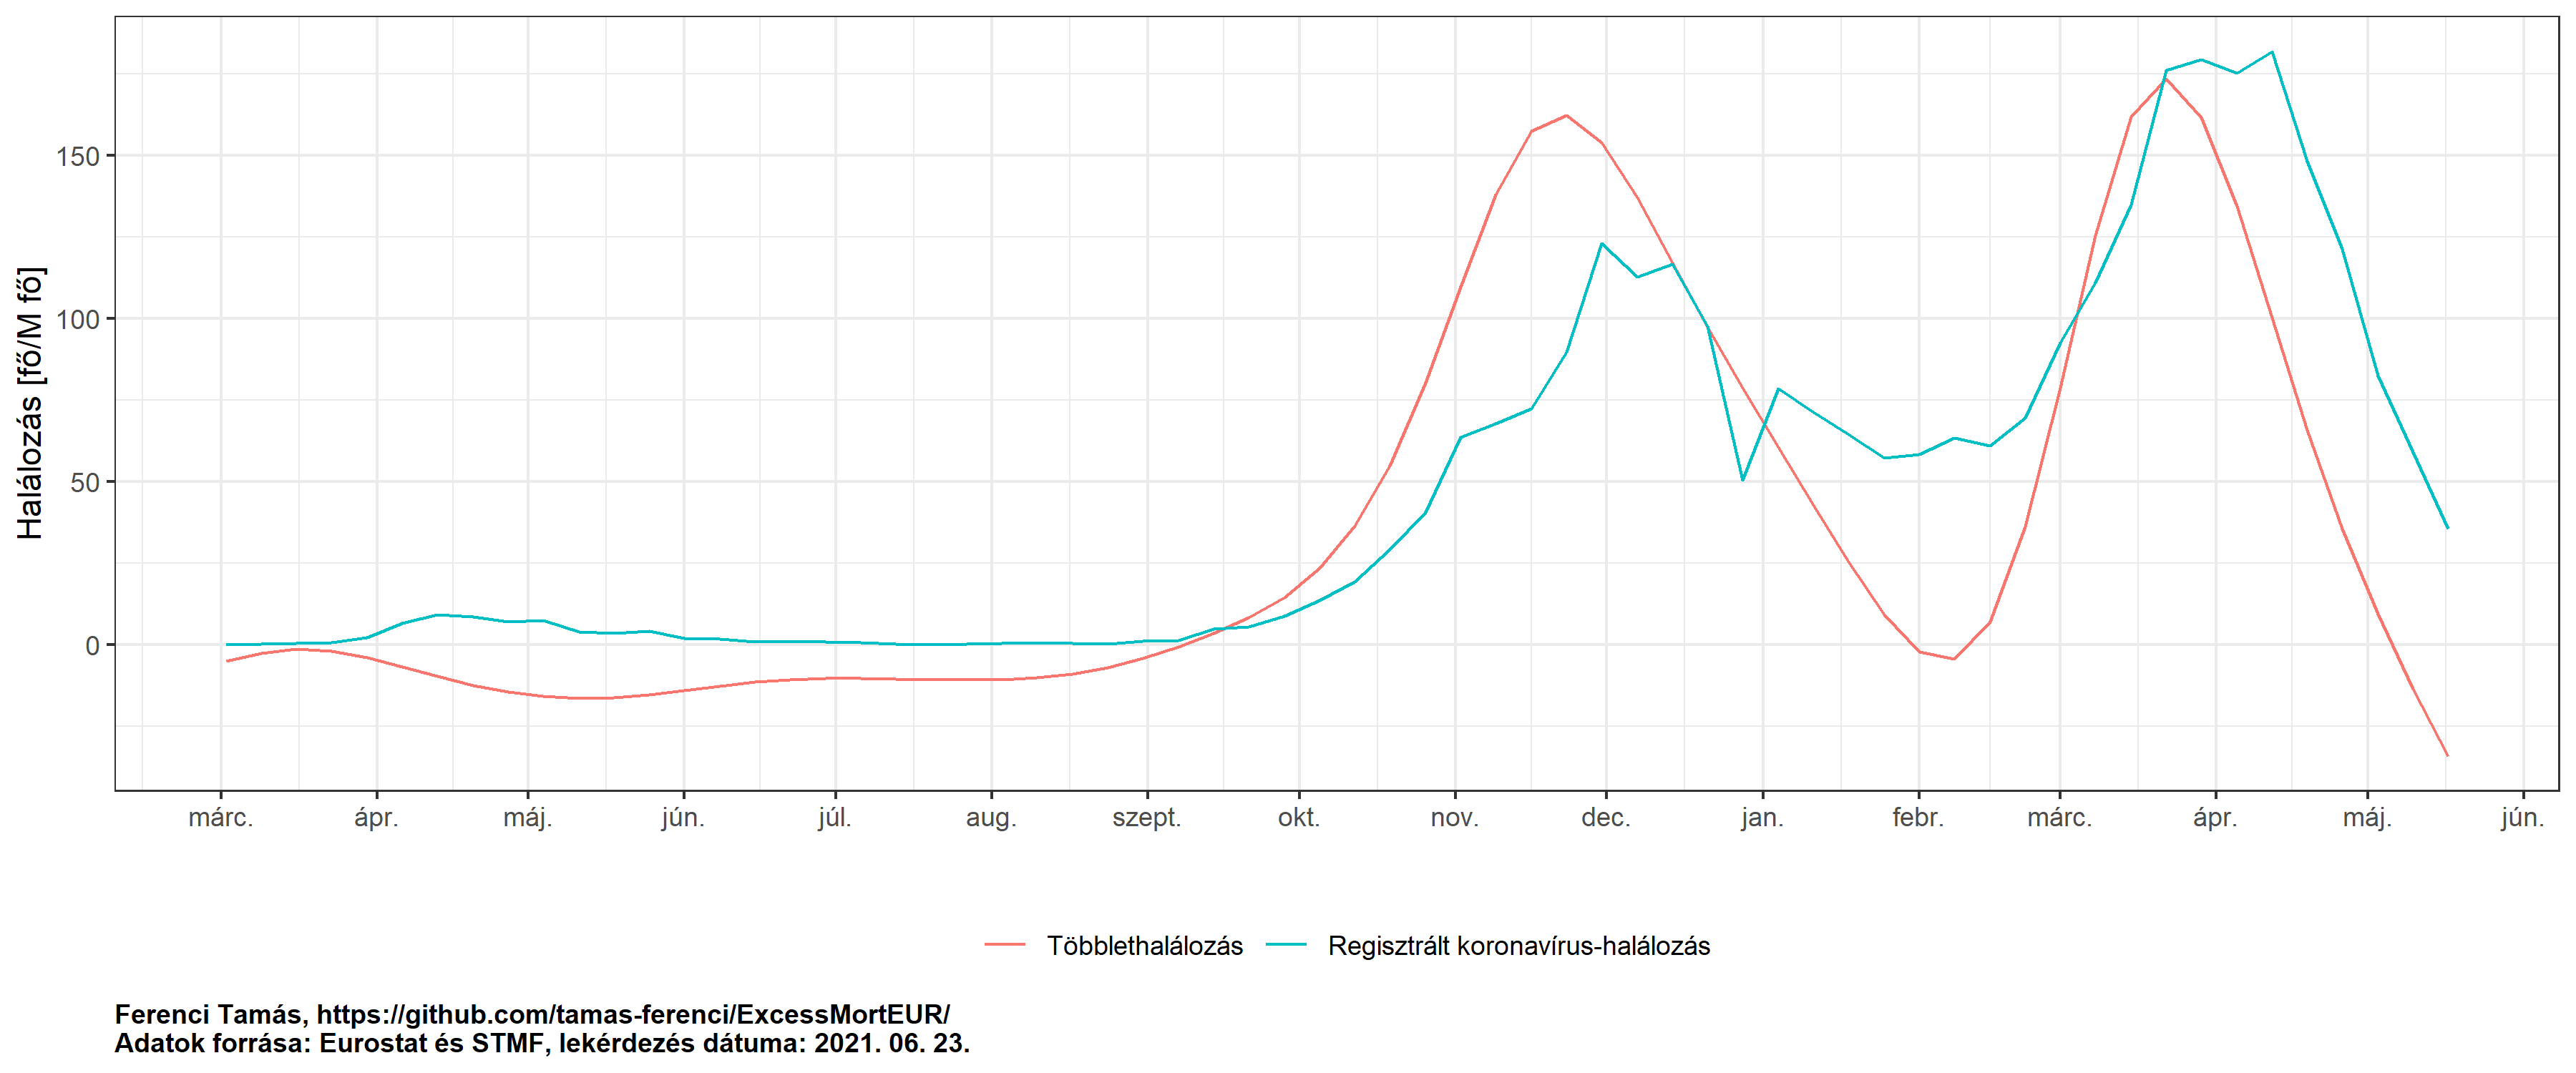 Halálozás [fő/M fő]
150
100
50
0
márc. ápr. máj. jún. júl. aug. szept. okt. nov. dec. jan. febr. márc. ápr. máj. jún.
Többlethalálozás Regisztrált koronavírus-halálozás
Ferenci Tamás, https://github.com/tamas-ferenci/ExcessMortEUR/
Adatok forrása: Eurostat és STMF, lekérdezés dátuma: 2021. 06. 23.